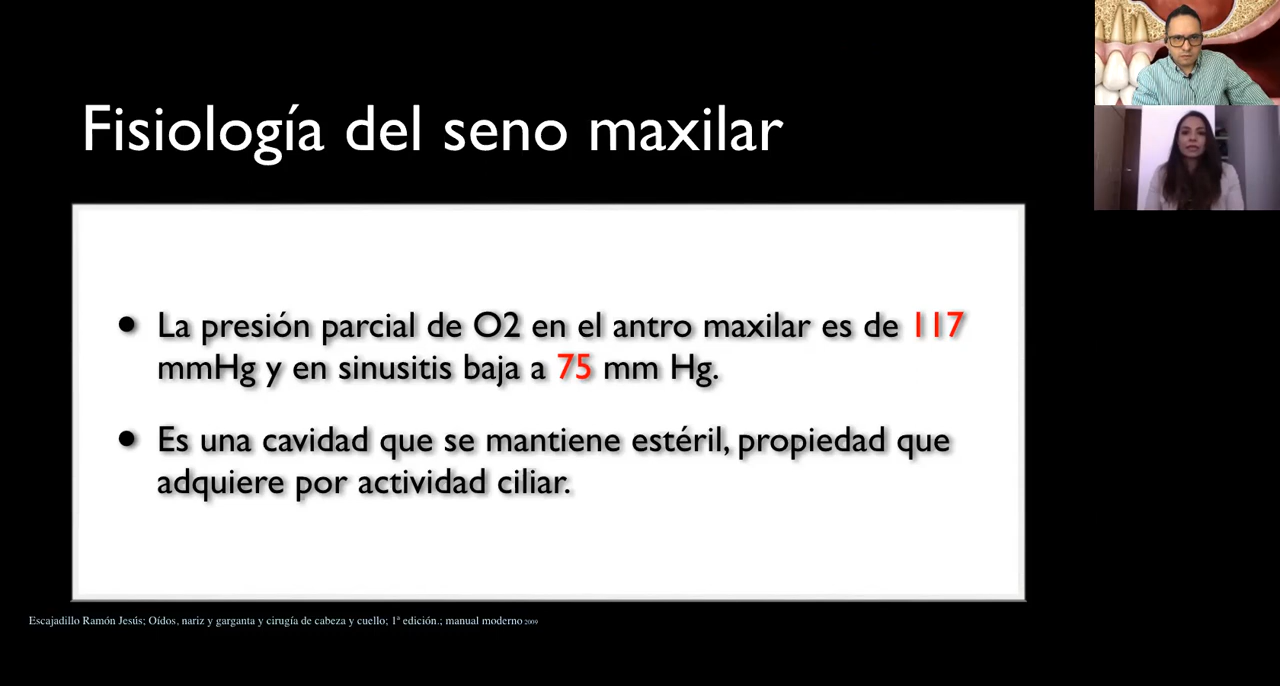 Fisiología del seno maxilar
• La presión parcial de O2 en el antro maxilar es de 117
mmHg y en sinusitis baja a 75 mm Hg.
• Es una cavidad que se mantiene estéril, propiedad que
adquiere por actividad ciliar.
Escajadillo Ramón Jesús; Oídos, nariz y garganta y cirugía de cabeza y cuello; 1ª edición.; manual moderno 2009